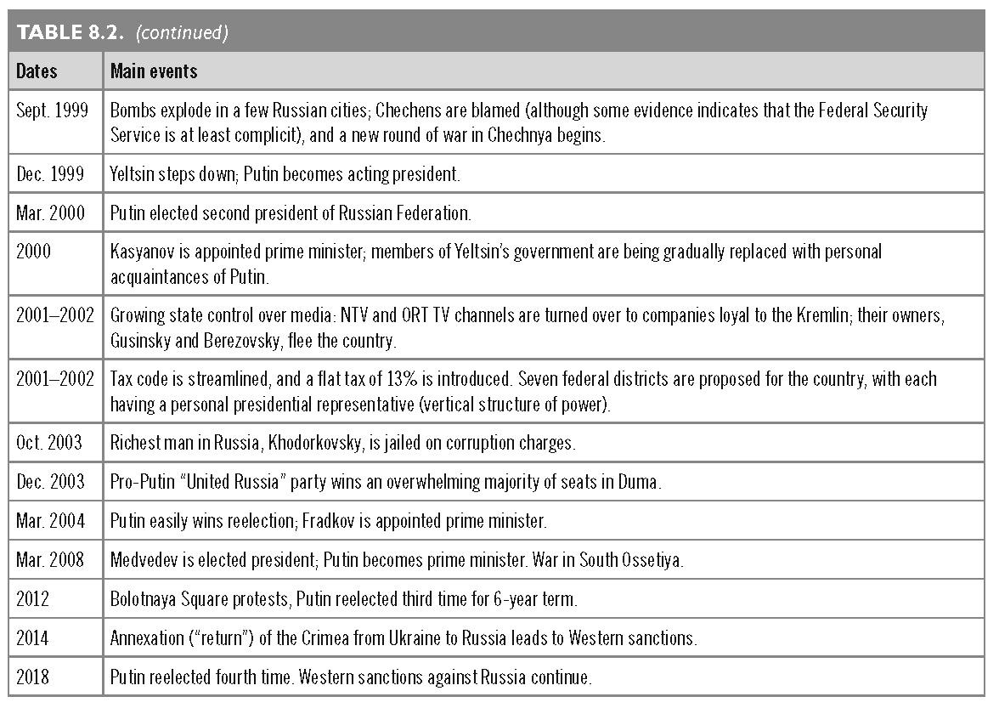 TABLE 8.2. (continued)
Dates Main events
Sept. 1999 Bombs explode in a few Russian cities; Chechens are blamed (although some evidence indicates that the Federal Security
Service is at least complicit), and a new round of war in Chechnya begins.
Dec. 1999 Yeltsin steps down; Putin becomes acting president.
Mar. 2000 Putin elected second president of Russian Federation.
2000 Kasyanov is appointed prime minister; members of Yeltsin’s government are being gradually replaced with personal
acquaintances of Putin.
2001–2002 Growing state control over media: NTV and ORT TV channels are turned over to companies loyal to the Kremlin; their owners,
Gusinsky and Berezovsky, flee the country.
2001–2002 Tax code is streamlined, and a flat tax of 13% is introduced. Seven federal districts are proposed for the country, with each
having a personal presidential representative (vertical structure of power).
Oct. 2003 Richest man in Russia, Khodorkovsky, is jailed on corruption charges.
Dec. 2003 Pro-Putin “United Russia” party wins an overwhelming majority of seats in Duma.
Mar. 2004 Putin easily wins reelection; Fradkov is appointed prime minister.
Mar. 2008 Medvedev is elected president; Putin becomes prime minister. War in South Ossetiya.
2012 Bolotnaya Square protests, Putin reelected third time for 6-year term.
2014 Annexation (“return”) of the Crimea from Ukraine to Russia leads to Western sanctions.
2018 Putin reelected fourth time. Western sanctions against Russia continue.